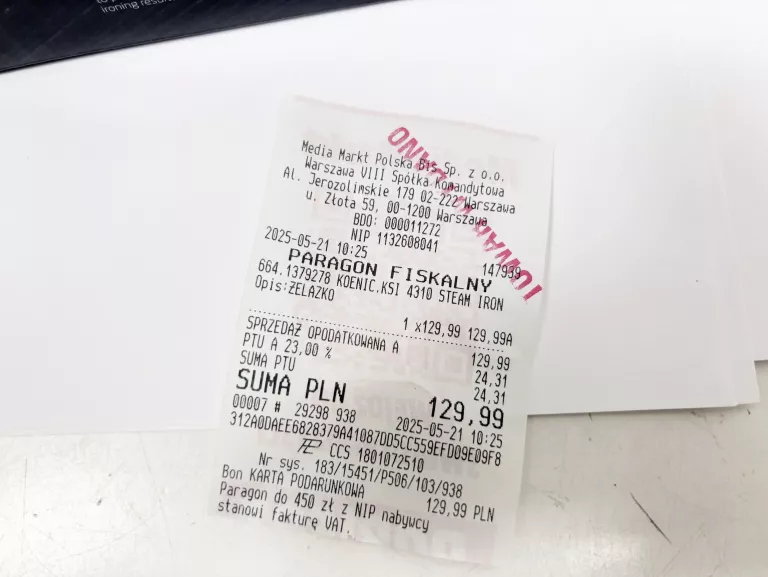 ironing resul
TOWAR WYDANO
Media Markt Polska Bis Sp. z o.o.
Warszawa VIII Spółka Komandytowa
Al. Jerozolimskie 179 02-222 Warszawa
u. Złota 59, 00-1200 Warszawa
BDO: 000011272
NIP 1132608041
2025-05-21 10:25 147939
PARAGON FISKALNY
664.1379278 KOENIC.KSI 4310 STEAM IRON
Opis:ŻELAZKO
1 x129,99 129,99A
SPRZEDAŻ OPODATKOWANA A 129,99
PTU A 23,00 % 24,31
SUMA PTU 24,31
SUMA PLN 129,99
00007 # 29298 938 2025-05-21 10:25
312A0DAEE6828379A41087DD5CC559EFD09E09F8
CCS 1801072510
Nr sys. 183/15451/P506/103/938
Bon KARTA PODARUNKOWA 129,99 PLN
Paragon do 450 zł z NIP nabywcy
stanowi fakturę VAT.